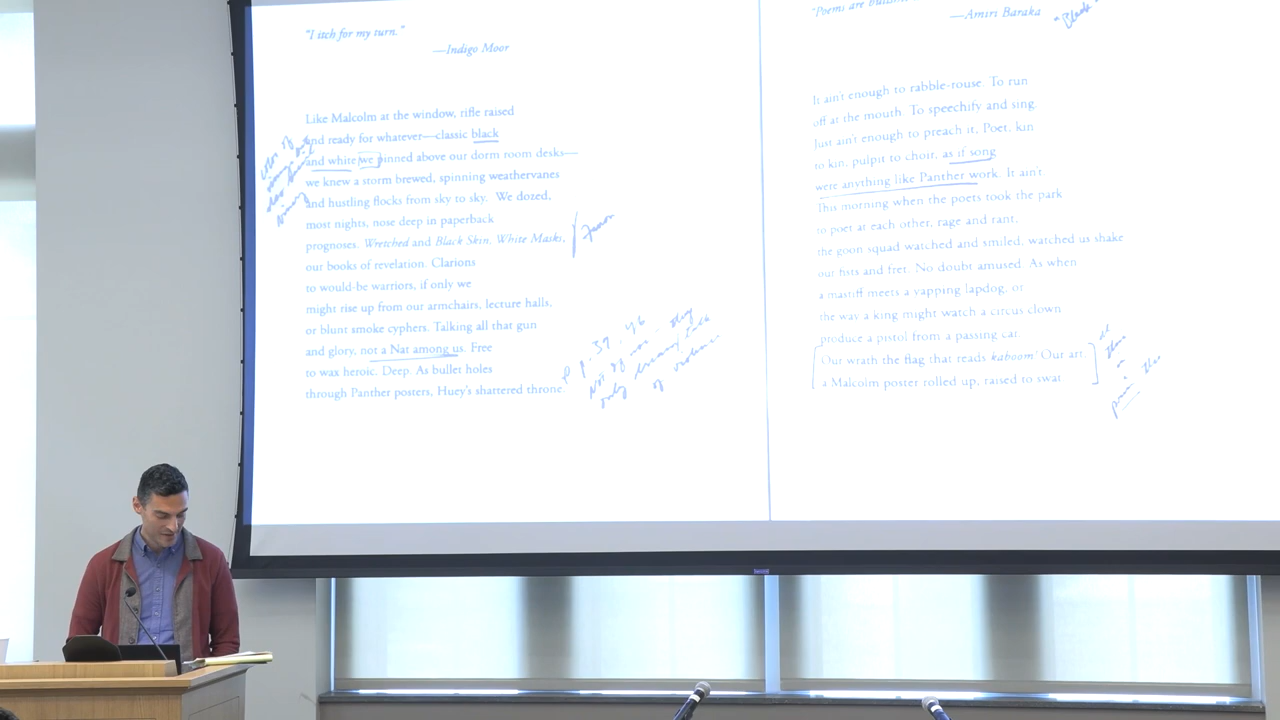 "I itch for my turn."
—Indigo Moor
Like Malcolm at the window, rifle raised
and ready for whatever—classic black
and white we pinned above our dorm room desks—
we knew a storm brewed, spinning weathervanes
and hustling flocks from sky to sky. We dozed,
most nights, nose deep in paperback
prognoses. Wretched and Black Skin, White Masks,
our books of revelation. Clarions
to would-be warriors, if only we
might rise up from our armchairs, lecture halls,
or blunt smoke cyphers. Talking all that gun
and glory, not a Nat among us. Free
to wax heroic. Deep. As bullet holes
through Panther posters, Huey's shattered throne.
Fanon
p. 37, 46
only
of violence
"Poems are
—Amiri Baraka
"Black
It ain't enough to rabble-rouse. To run
off at the mouth. To speechify and sing.
Just ain't enough to preach it, Poet, kin
to kin, pulpit to choir, as if song
were anything like Panther work. It ain't.
This morning when the poets took the park
to poet at each other, rage and rant,
the goon squad watched and smiled, watched us shake
our fists and fret. No doubt amused. As when
a mastiff meets a yapping lapdog, or
the way a king might watch a circus clown
produce a pistol from a passing car.
Our wrath the flag that reads kaboom! Our art,
a Malcolm poster rolled up, raised to swat.